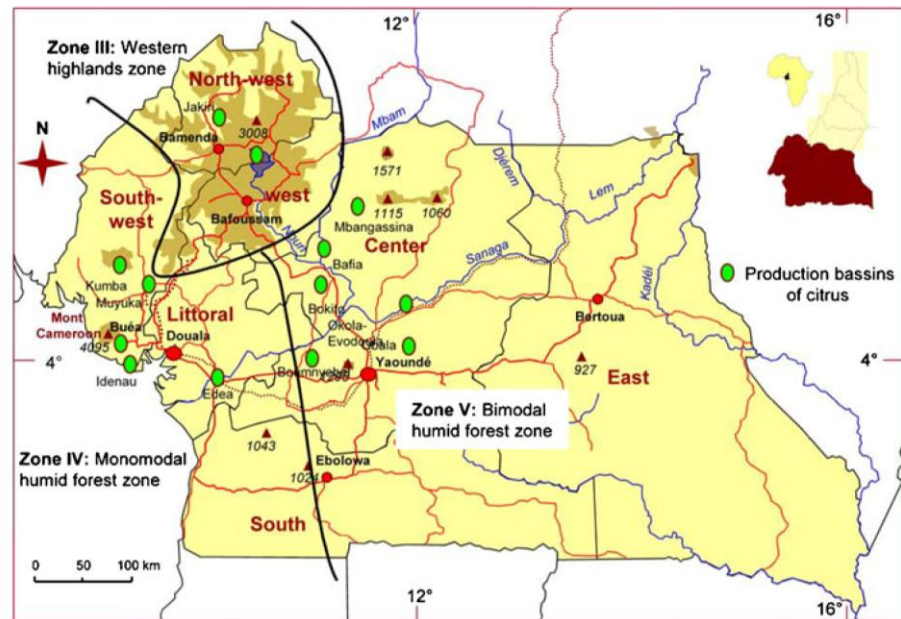 12°
16°
Zone III: Western
highlands zone
North-west
Jakiri
3008
Bamenda
N
Mbam
Djérem
Lem
1571
South-
west
west
1115
1060
Mbangassina
Bafoussam
Noun
Center
Sanaga
Kadéi
Bafia
Production bassins
of citrus
Kumba
Muyuka
Bokito
Mont
Cameroon
Buéa
Littoral
Okola-
Evodoula
Obala
Bertoua
4095
Douala
4°
4°
Yaoundé
927
Idenau
Boumnyebel
1295
East
Edea
Zone V: Bimodal
humid forest zone
Zone IV: Monomodal
humid forest zone
1043
Ebolowa
1024
South
0 50 100 km
12°
16°